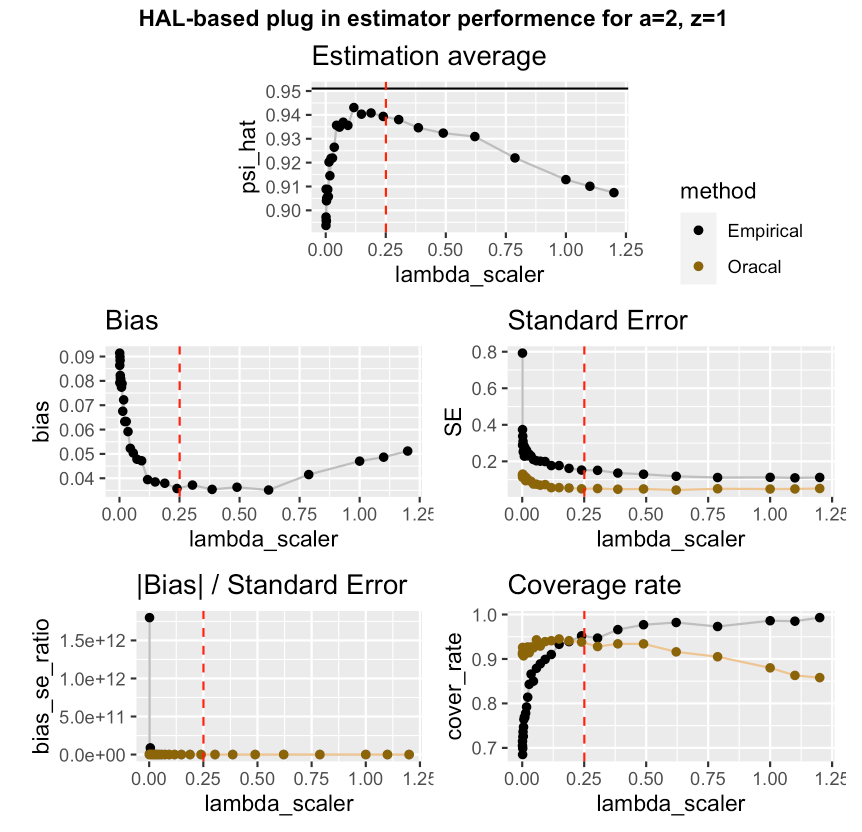 HAL-based plug in estimator performence for a=2, z=1
Estimation average
psi_hat
0.95
0.94
0.93
0.92
0.91
0.90
0.00 0.25 0.50 0.75 1.00 1.25
lambda_scaler
method
Empirical
Oracal
Bias
bias
0.09
0.08
0.07
0.06
0.05
0.04
0.00 0.25 0.50 0.75 1.00 1.25
lambda_scaler
Standard Error
SE
0.8
0.6
0.4
0.2
0.00 0.25 0.50 0.75 1.00 1.25
lambda_scaler
|Bias| / Standard Error
bias_se_ratio
1.5e+12
1.0e+12
5.0e+11
0.0e+00
0.00 0.25 0.50 0.75 1.00 1.25
lambda_scaler
Coverage rate
cover_rate
1.0
0.9
0.8
0.7
0.00 0.25 0.50 0.75 1.00 1.25
lambda_scaler